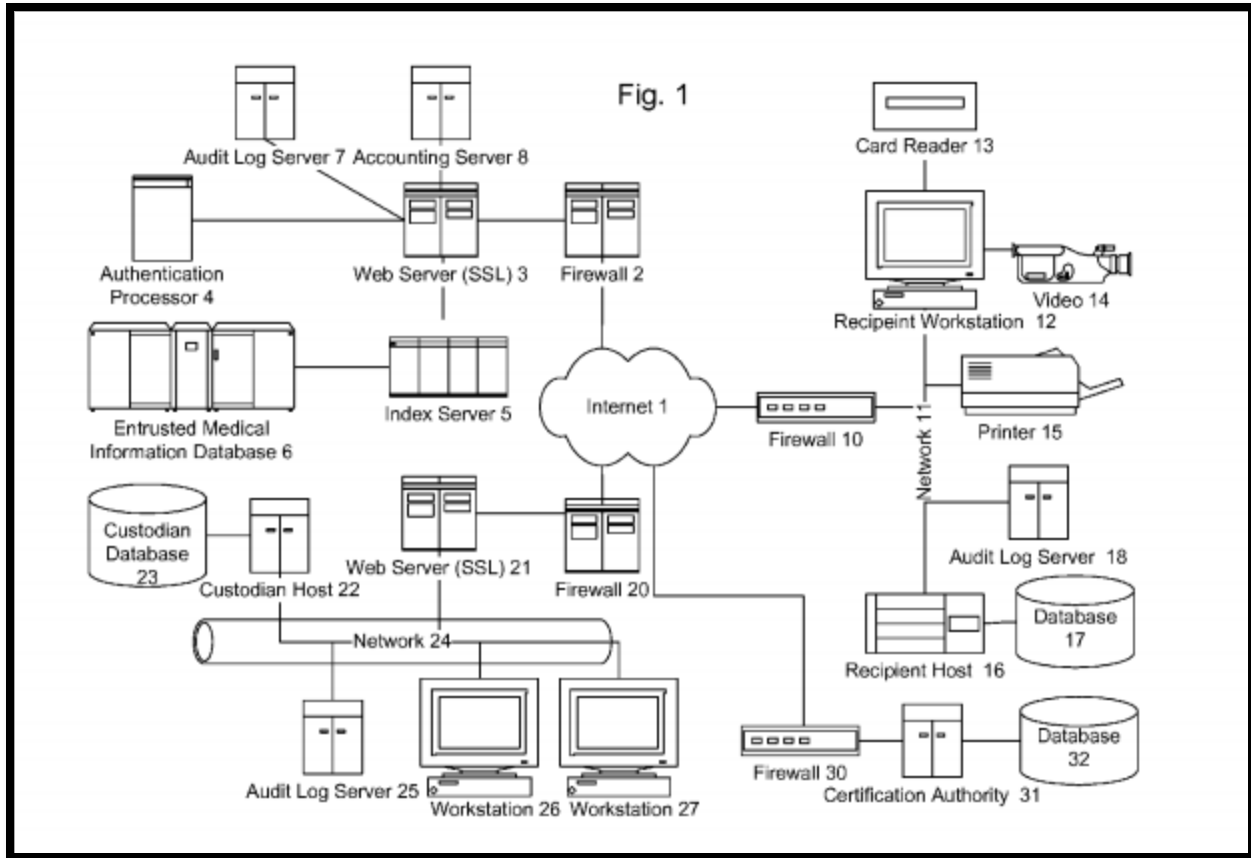 Fig. 1
Audit Log Server 7
Accounting Server 8
Card Reader 13
Authentication
Processor 4
Web Server (SSL) 3
Firewall 2
Video 14
Recipeint Workstation 12
Entrusted Medical
Information Database 6
Index Server 5
Internet 1
Firewall 10
Network 11
Printer 15
Custodian
Database
23
Custodian Host 22
Web Server (SSL) 21
Firewall 20
Audit Log Server 18
Network 24
Database
17
Recipient Host 16
Audit Log Server 25
Workstation 26
Workstation 27
Firewall 30
Certification Authority 31
Database
32